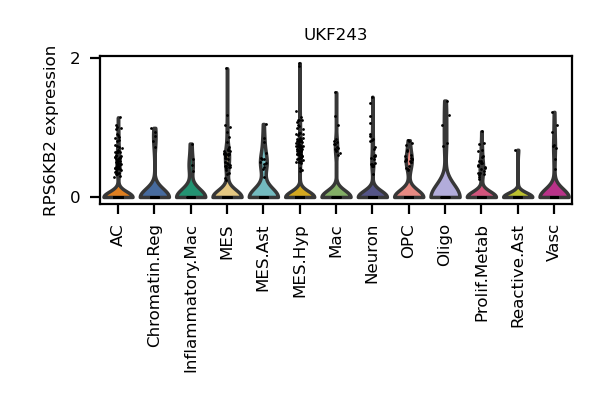 UKF243
RPS6KB2 expression
2
0
AC
Chromatin.Reg
Inflammatory.Mac
MES
MES.Ast
MES.Hyp
Mac
Neuron
OPC
Oligo
Prolif.Metab
Reactive.Ast
Vasc